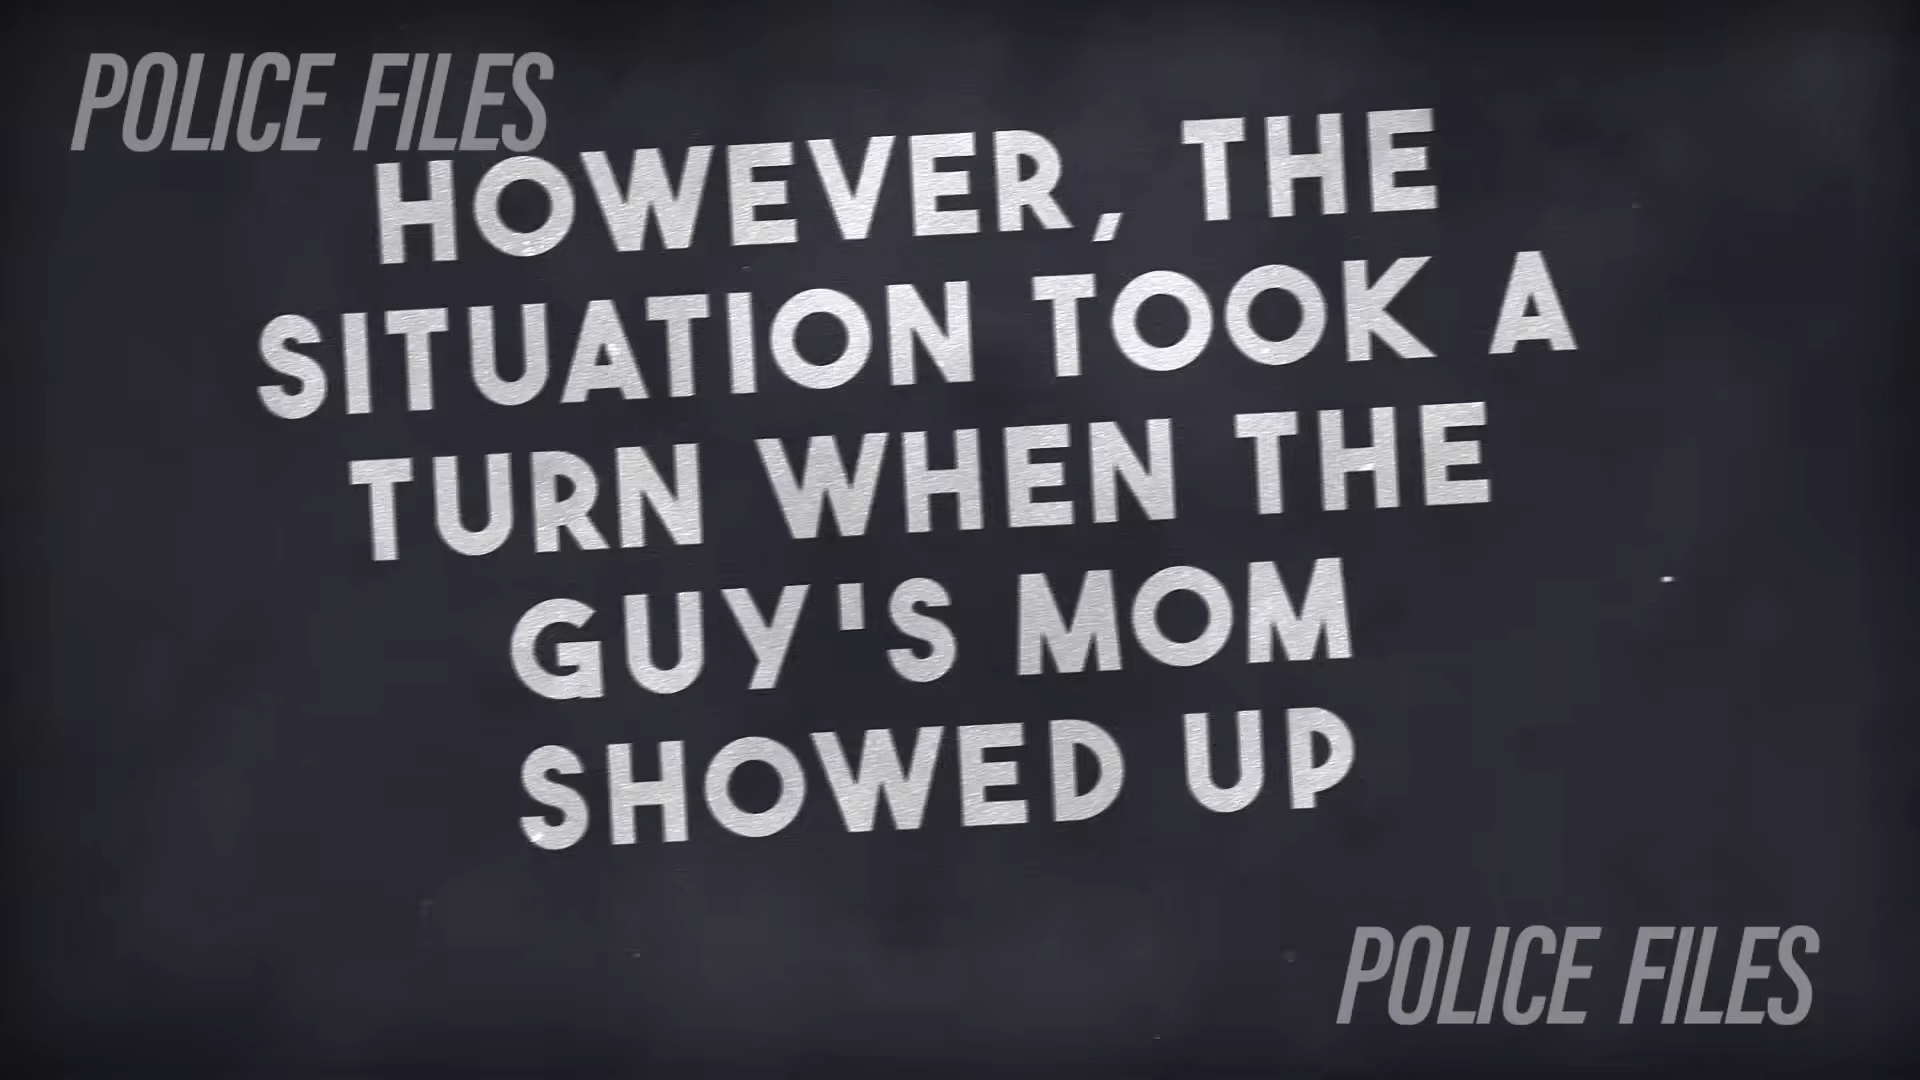 POLICE FILES
HOWEVER, THE
SITUATION TOOK A
TURN WHEN THE
GUY'S MOM
SHOWED UP
POLICE FILES